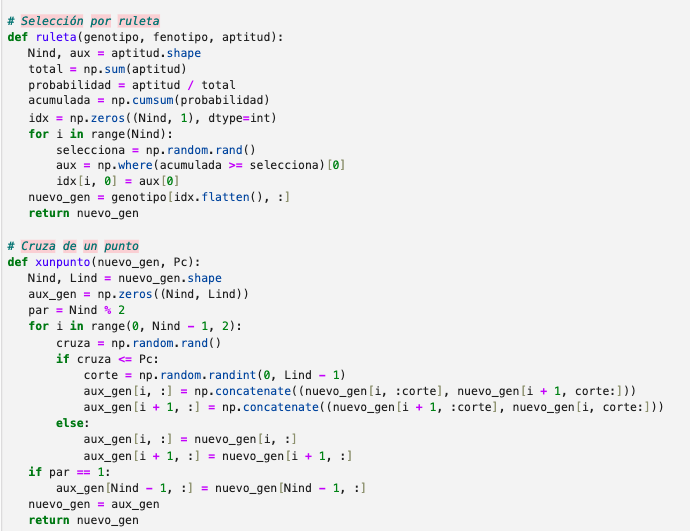 # Selección por ruleta
def ruleta(genotipo, fenotipo, aptitud):
    Nind, aux = aptitud.shape
    total = np.sum(aptitud)
    probabilidad = aptitud / total
    acumulada = np.cumsum(probabilidad)
    idx = np.zeros((Nind, 1), dtype=int)
    for i in range(Nind):
        selecciona = np.random.rand()
        aux = np.where(acumulada >= selecciona)[0]
        idx[i, 0] = aux[0]
    nuevo_gen = genotipo[idx.flatten(), :]
    return nuevo_gen

# Cruza de un punto
def xunpunto(nuevo_gen, Pc):
    Nind, Lind = nuevo_gen.shape
    aux_gen = np.zeros((Nind, Lind))
    par = Nind % 2
    for i in range(0, Nind - 1, 2):
        cruza = np.random.rand()
        if cruza <= Pc:
            corte = np.random.randint(0, Lind - 1)
            aux_gen[i, :] = np.concatenate((nuevo_gen[i, :corte], nuevo_gen[i + 1, corte:]))
            aux_gen[i + 1, :] = np.concatenate((nuevo_gen[i + 1, :corte], nuevo_gen[i, corte:]))
        else:
            aux_gen[i, :] = nuevo_gen[i, :]
            aux_gen[i + 1, :] = nuevo_gen[i + 1, :]
    if par == 1:
        aux_gen[Nind - 1, :] = nuevo_gen[Nind - 1, :]
    nuevo_gen = aux_gen
    return nuevo_gen